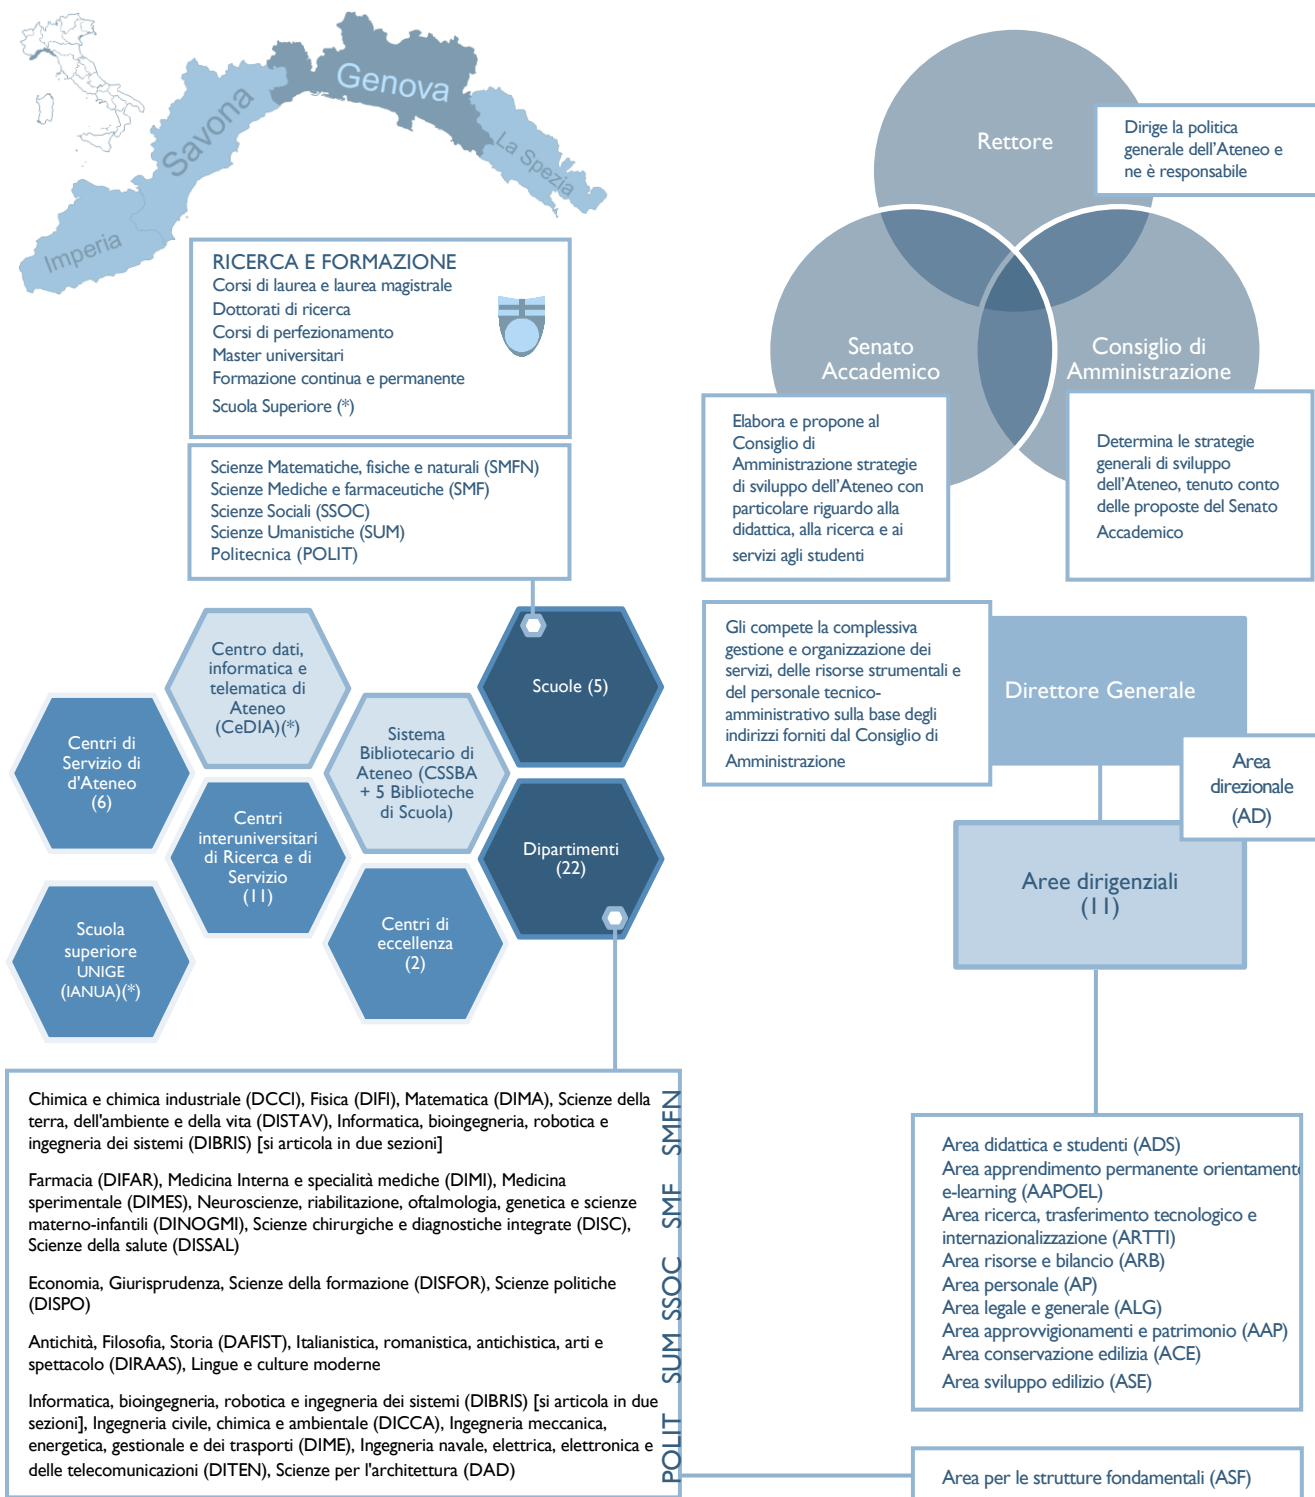 Genova
Savona
La Spezia
Imperia
RICERCA E FORMAZIONE
Corsi di laurea e laurea magistrale
Dottorati di ricerca
Corsi di perfezionamento
Master universitari
Formazione continua e permanente
Scuola Superiore (*)
Scienze Matematiche, fisiche e naturali (SMFN)
Scienze Mediche e farmaceutiche (SMF)
Scienze Sociali (SSOC)
Scienze Umanistiche (SUM)
Politecnica (POLIT)
Centro dati,
informatica e
telematica di
Ateneo
(CeDIA)(*)
Scuole (5)
Centri di
Servizio di
d'Ateneo
(6)
Sistema
Bibliotecario di
Ateneo (CSSBA
+ 5 Biblioteche
di Scuola)
Centri
interuniversitari
di Ricerca e di
Servizio
(11)
Dipartimenti
(22)
Scuola
superiore
UNIGE
(IANUA)(*)
Centri di
eccellenza
(2)
Chimica e chimica industriale (DCCI), Fisica (DIFI), Matematica (DIMA), Scienze della
terra, dell'ambiente e della vita (DISTAV), Informatica, bioingegneria, robotica e
ingegneria dei sistemi (DIBRIS) [si articola in due sezioni]
SMFN
Farmacia (DIFAR), Medicina Interna e specialità mediche (DIMI), Medicina
sperimentale (DIMES), Neuroscienze, riabilitazione, oftalmologia, genetica e scienze
materno-infantili (DINOGMI), Scienze chirurgiche e diagnostiche integrate (DISC),
Scienze della salute (DISSAL)
SMF
Economia, Giurisprudenza, Scienze della formazione (DISFOR), Scienze politiche
(DISPO)
SSOC
Antichità, Filosofia, Storia (DAFIST), Italianistica, romanistica, antichistica, arti e
spettacolo (DIRAAS), Lingue e culture moderne
SUM
Informatica, bioingegneria, robotica e ingegneria dei sistemi (DIBRIS) [si articola in due
sezioni], Ingegneria civile, chimica e ambientale (DICCA), Ingegneria meccanica,
energetica, gestionale e dei trasporti (DIME), Ingegneria navale, elettrica, elettronica e
delle telecomunicazioni (DITEN), Scienze per l'architettura (DAD)
POLIT
Rettore
Dirige la politica
generale dell'Ateneo e
ne è responsabile
Senato
Accademico
Consiglio di
Amministrazione
Elabora e propone al
Consiglio di
Amministrazione strategie
di sviluppo dell'Ateneo con
particolare riguardo alla
didattica, alla ricerca e ai
servizi agli studenti
Determina le strategie
generali di sviluppo
dell'Ateneo, tenuto conto
delle proposte del Senato
Accademico
Gli compete la complessiva
gestione e organizzazione dei
servizi, delle risorse strumentali e
del personale tecnico-
amministrativo sulla base degli
indirizzi forniti dal Consiglio di
Amministrazione
Direttore Generale
Area
direzionale
(AD)
Aree dirigenziali
(11)
Area didattica e studenti (ADS)
Area apprendimento permanente orientamento
e-learning (AAPOEL)
Area ricerca, trasferimento tecnologico e
internazionalizzazione (ARTTI)
Area risorse e bilancio (ARB)
Area personale (AP)
Area legale e generale (ALG)
Area approvvigionamenti e patrimonio (AAP)
Area conservazione edilizia (ACE)
Area sviluppo edilizio (ASE)
Area per le strutture fondamentali (ASF)